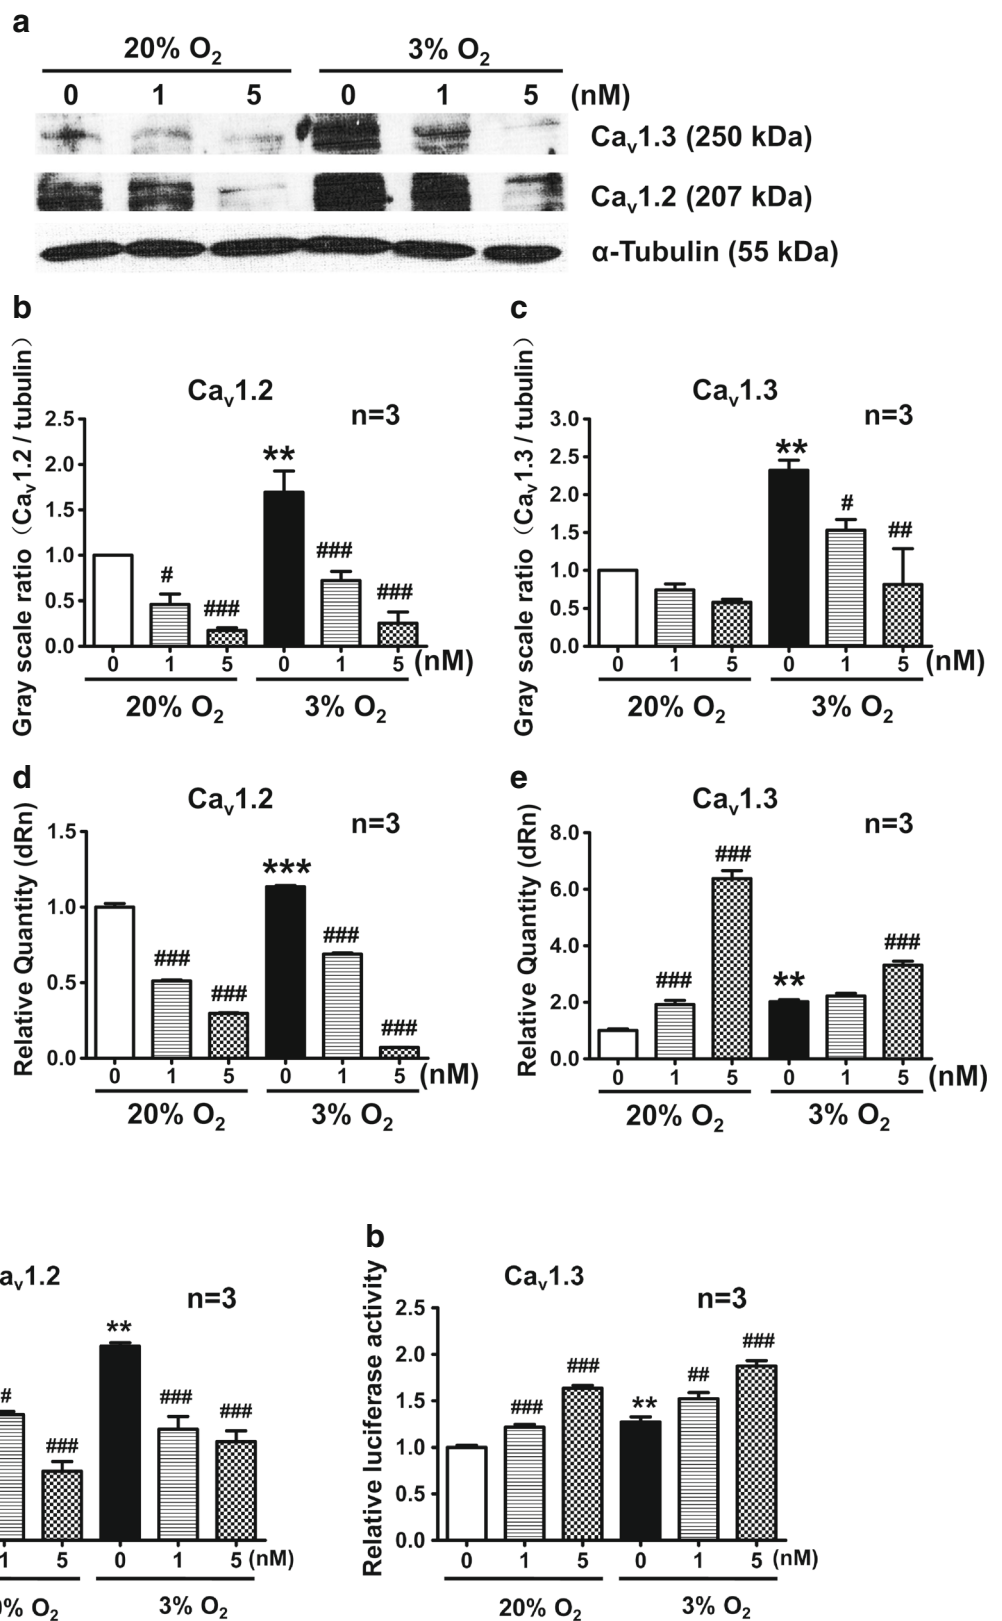 a
20% O2 3% O2
0 1 5 0 1 5 (nM)
Cav1.3 (250 kDa)
Cav1.2 (207 kDa)
α-Tubulin (55 kDa)
b
Gray scale ratio (Cav1.2 / tubulin)
Cav1.2
n=3
2.5
2.0
1.5
1.0
0.5
0.0
# ### ** ### ###
0 1 5 0 1 5 (nM)
20% O2 3% O2
c
Gray scale ratio (Cav1.3 / tubulin)
Cav1.3
n=3
3.0
2.5
2.0
1.5
1.0
0.5
0.0
** # ##
0 1 5 0 1 5 (nM)
20% O2 3% O2
d
Relative Quantity (dRn)
Cav1.2
n=3
1.5
1.0
0.5
0.0
### ### *** ### ###
0 1 5 0 1 5 (nM)
20% O2 3% O2
e
Relative Quantity (dRn)
Cav1.3
n=3
8.0
6.0
4.0
2.0
0.0
### ### ** ###
0 1 5 0 1 5 (nM)
20% O2 3% O2
av1.2
n=3
# ### ** ### ###
1 5 0 1 5 (nM)
% O2 3% O2
b
Relative luciferase activity
Cav1.3
n=3
2.5
2.0
1.5
1.0
0.5
0.0
### ### ** ## ###
0 1 5 0 1 5 (nM)
20% O2 3% O2